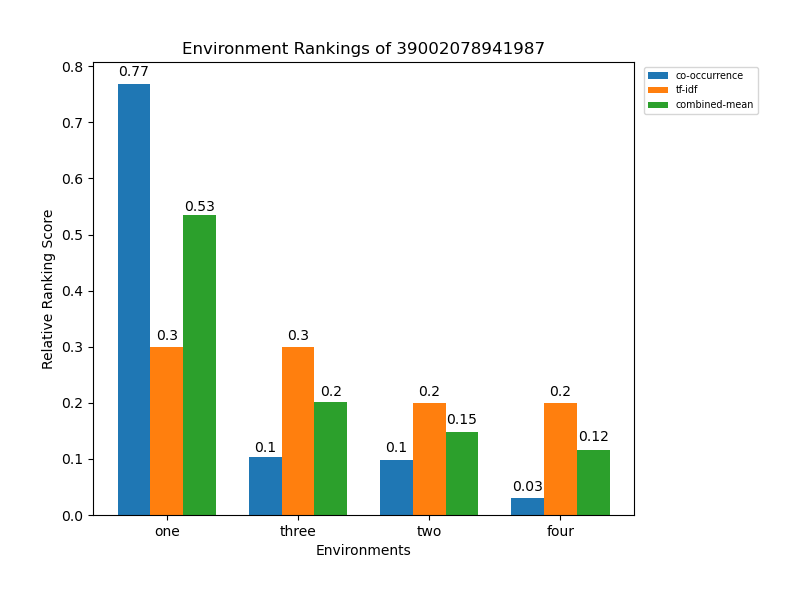 Environment Rankings of 39002078941987
co-occurrence
tf-idf
combined-mean
Relative Ranking Score
0.8
0.7
0.6
0.5
0.4
0.3
0.2
0.1
0.0
0.77 0.3 0.53
0.1 0.3 0.2
0.1 0.2 0.15
0.03 0.2 0.12
one three two four
Environments